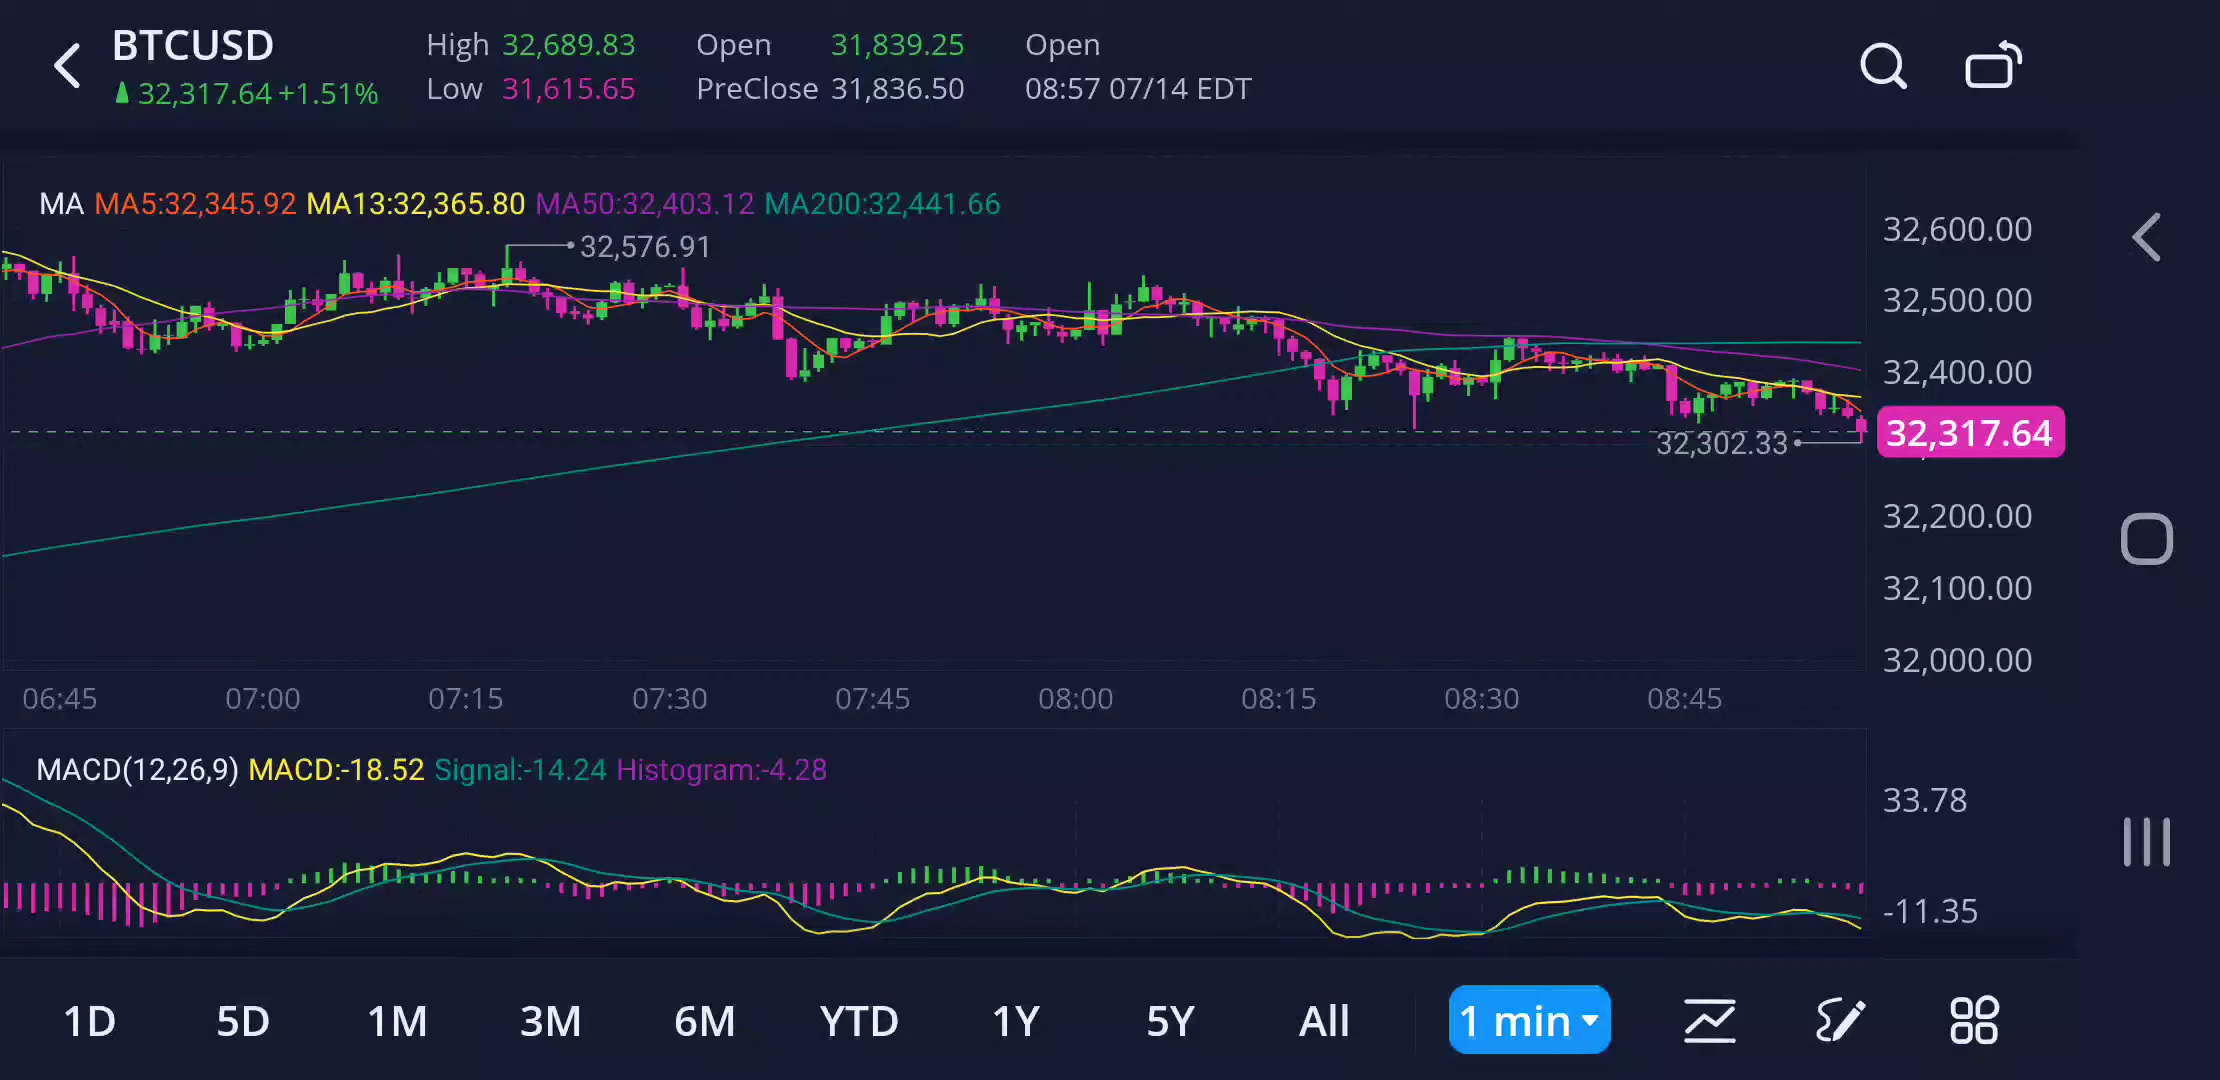 BTCUSD
32,317.64 +1.51%
High 32,689.83
Low 31,615.65
Open 31,839.25
PreClose 31,836.50
Open
08:57 07/14 EDT
MA MA5:32,345.92 MA13:32,365.80 MA50:32,403.12 MA200:32,441.66
32,576.91
32,302.33
32,600.00
32,500.00
32,400.00
32,317.64
32,200.00
32,100.00
32,000.00
06:45 07:00 07:15 07:30 07:45 08:00 08:15 08:30 08:45
MACD(12,26,9) MACD:-18.52 Signal:-14.24 Histogram:-4.28
33.78
-11.35
1D 5D 1M 3M 6M YTD 1Y 5Y All 1 min